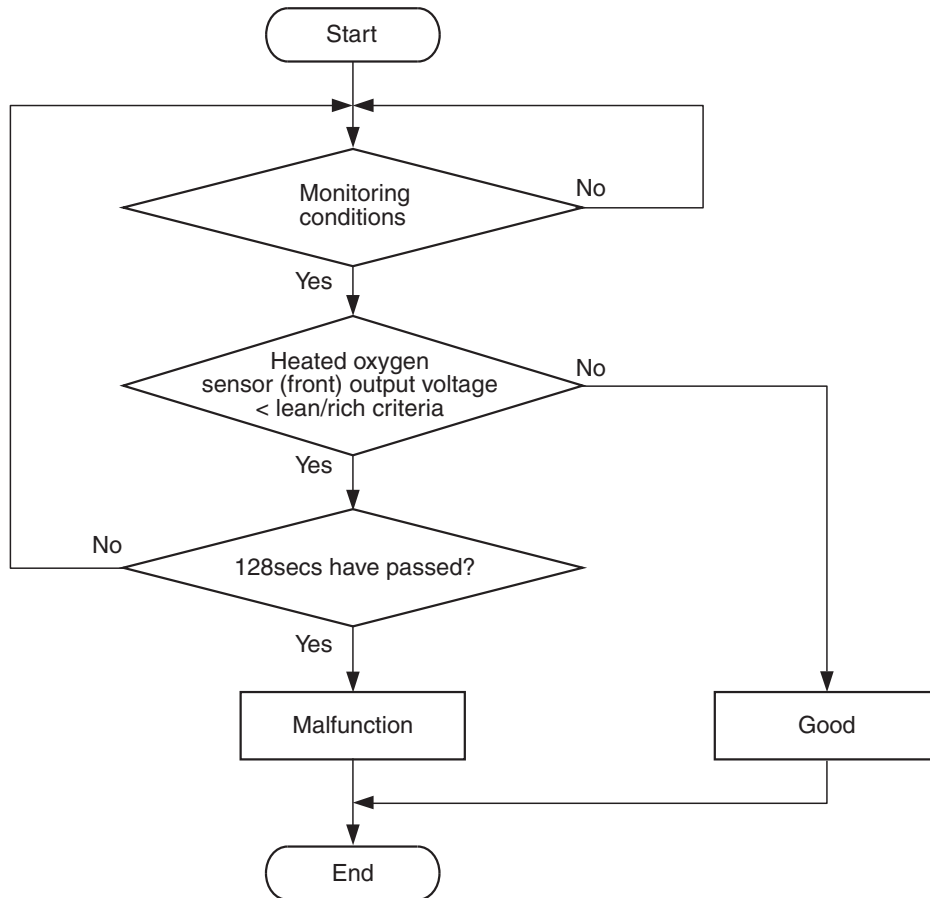 Start
Monitoring
conditions
No
Yes
Heated oxygen
sensor (front) output voltage
< lean/rich criteria
No
Yes
No
128secs have passed?
Yes
Malfunction
Good
End